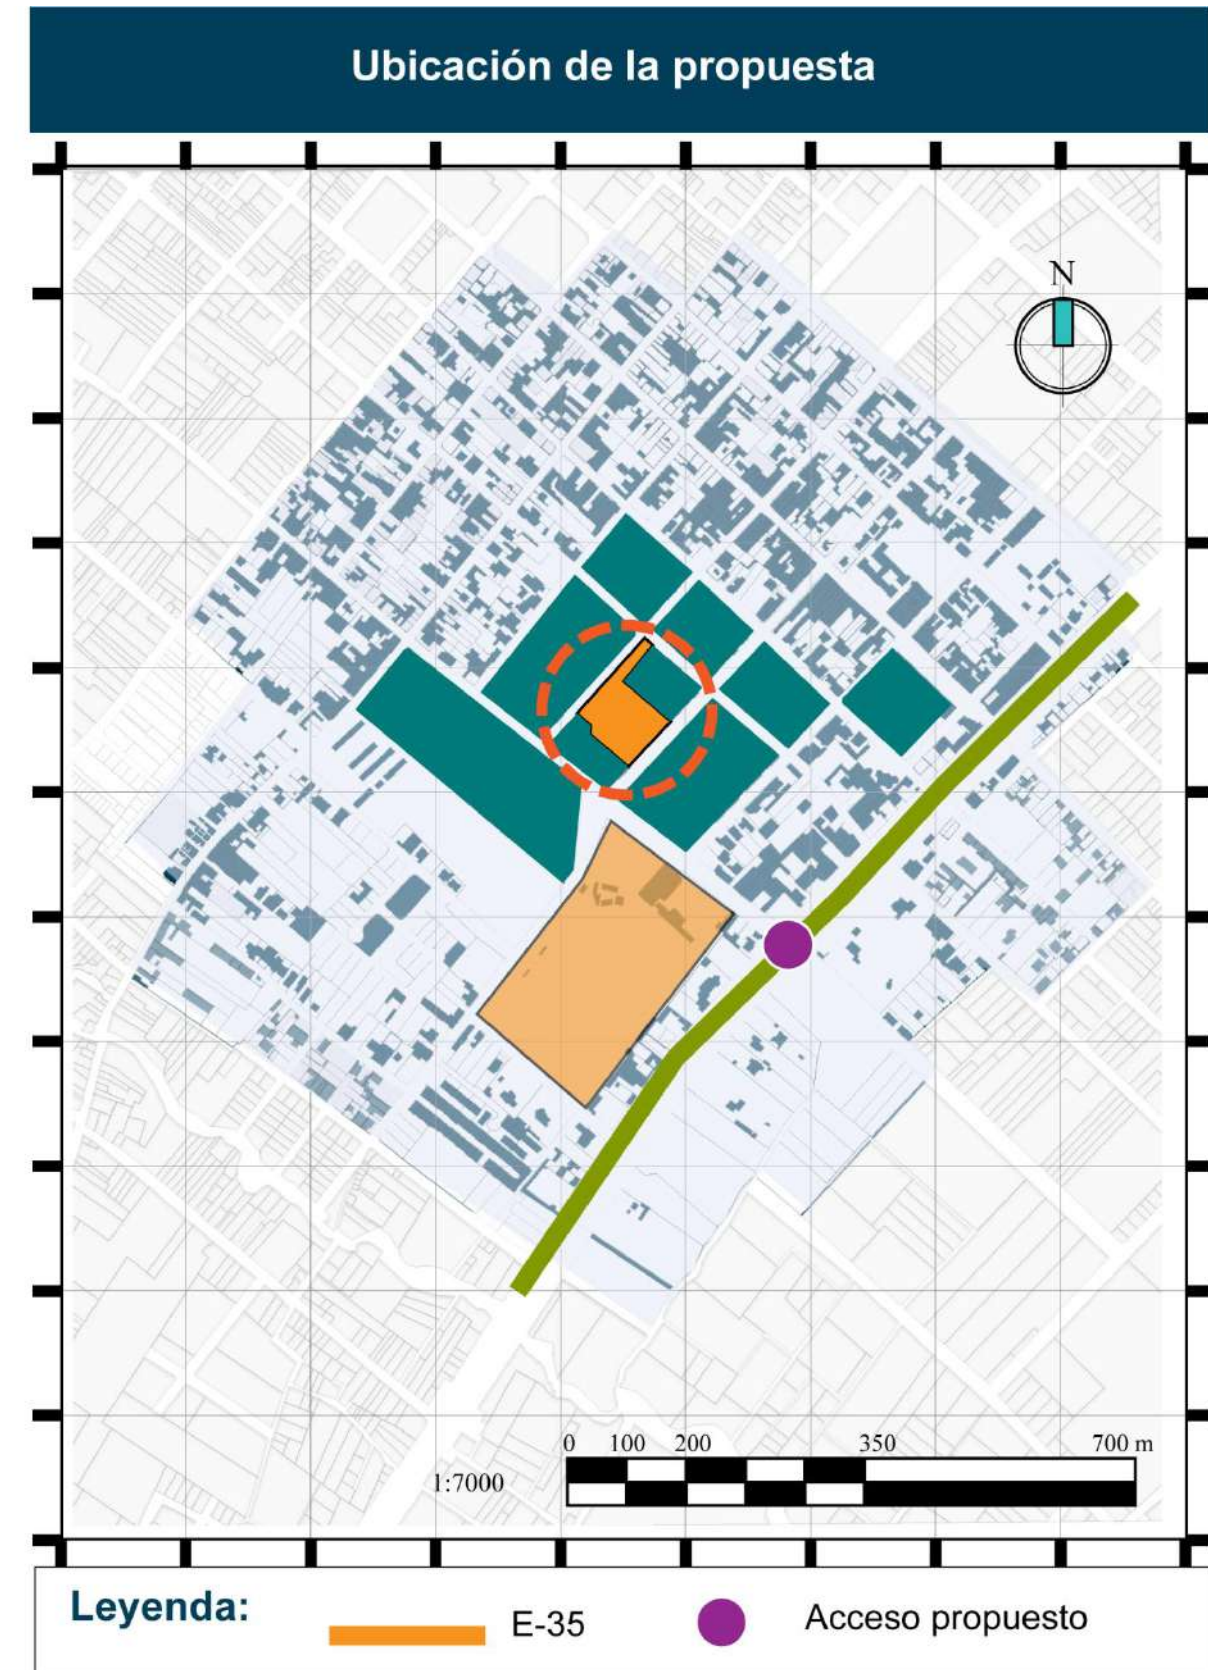 Ubicación de la propuesta
N
0 100 200 350 700 m
1:7000
Leyenda:
E-35
Acceso propuesto